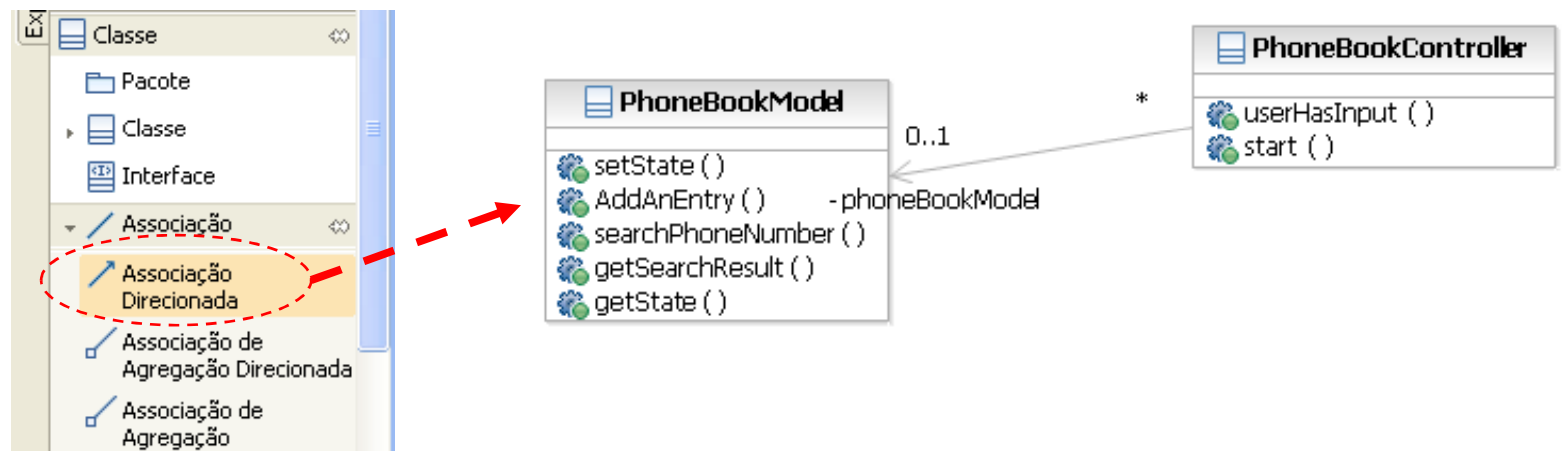 Ex
Classe
Pacote
Classe
Interface
Associação
Associação
Direcionada
Associação de
Agregação Direcionada
Associação de
Agregação
PhoneBookModel
setState ( )
AddAnEntry ( )
searchPhoneNumber ( )
getSearchResult ( )
getState ( )
0..1
- phoneBookModel
*
PhoneBookController
userHasInput ( )
start ( )